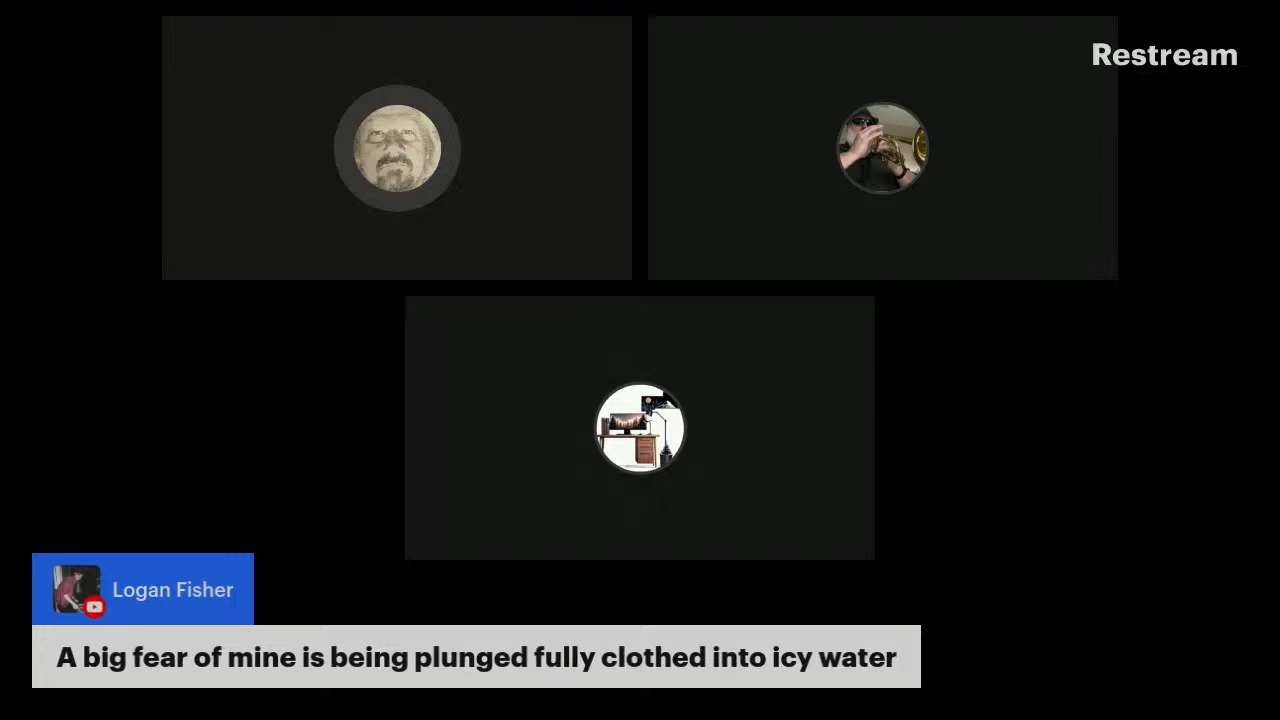 Restream
Logan Fisher
A big fear of mine is being plunged fully clothed into icy water